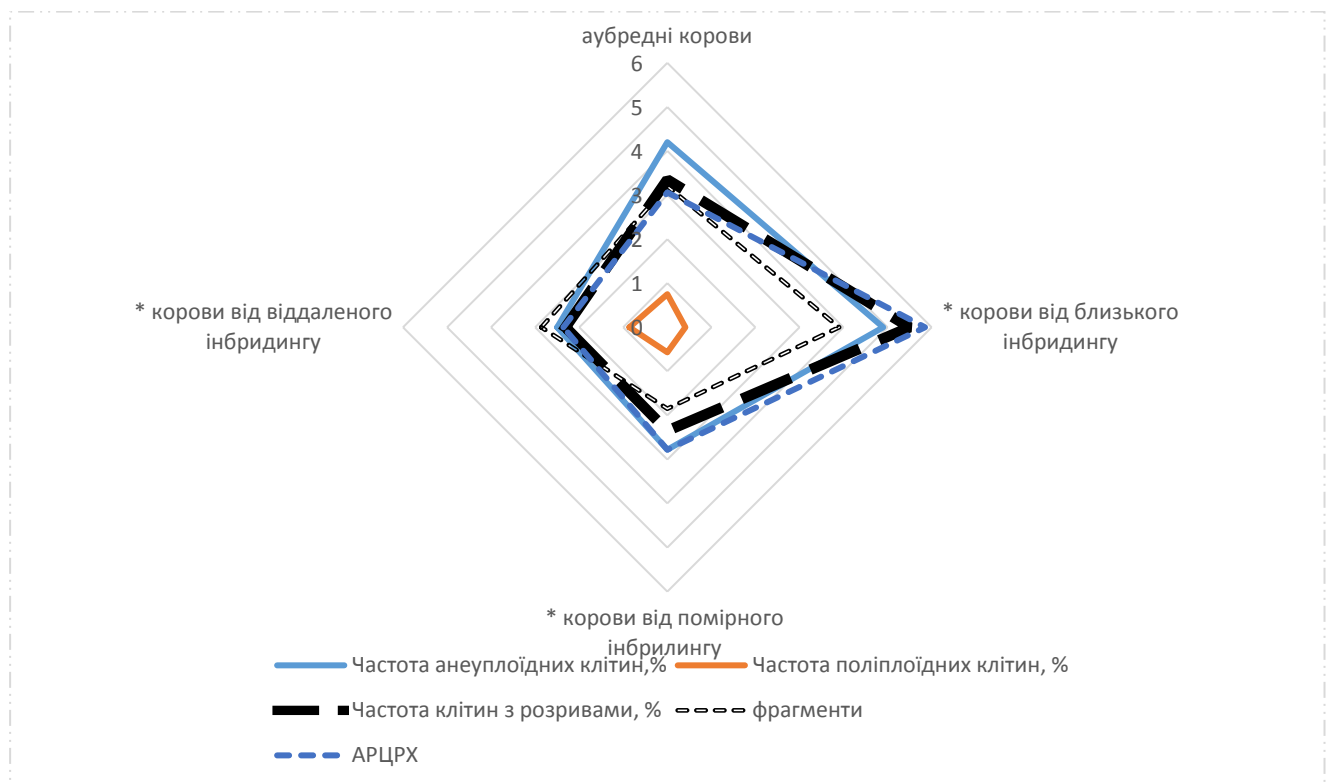 аубредні корови
6
5
4
3
2
1
0
* корови від віддаленого
інбридингу
* корови від близького
інбридингу
* корови від помірного
інбрилингу
Частота анеуплоїдних клітин,%
Частота поліплоїдних клітин, %
Частота клітин з розривами, %
фрагменти
АРЦРХ